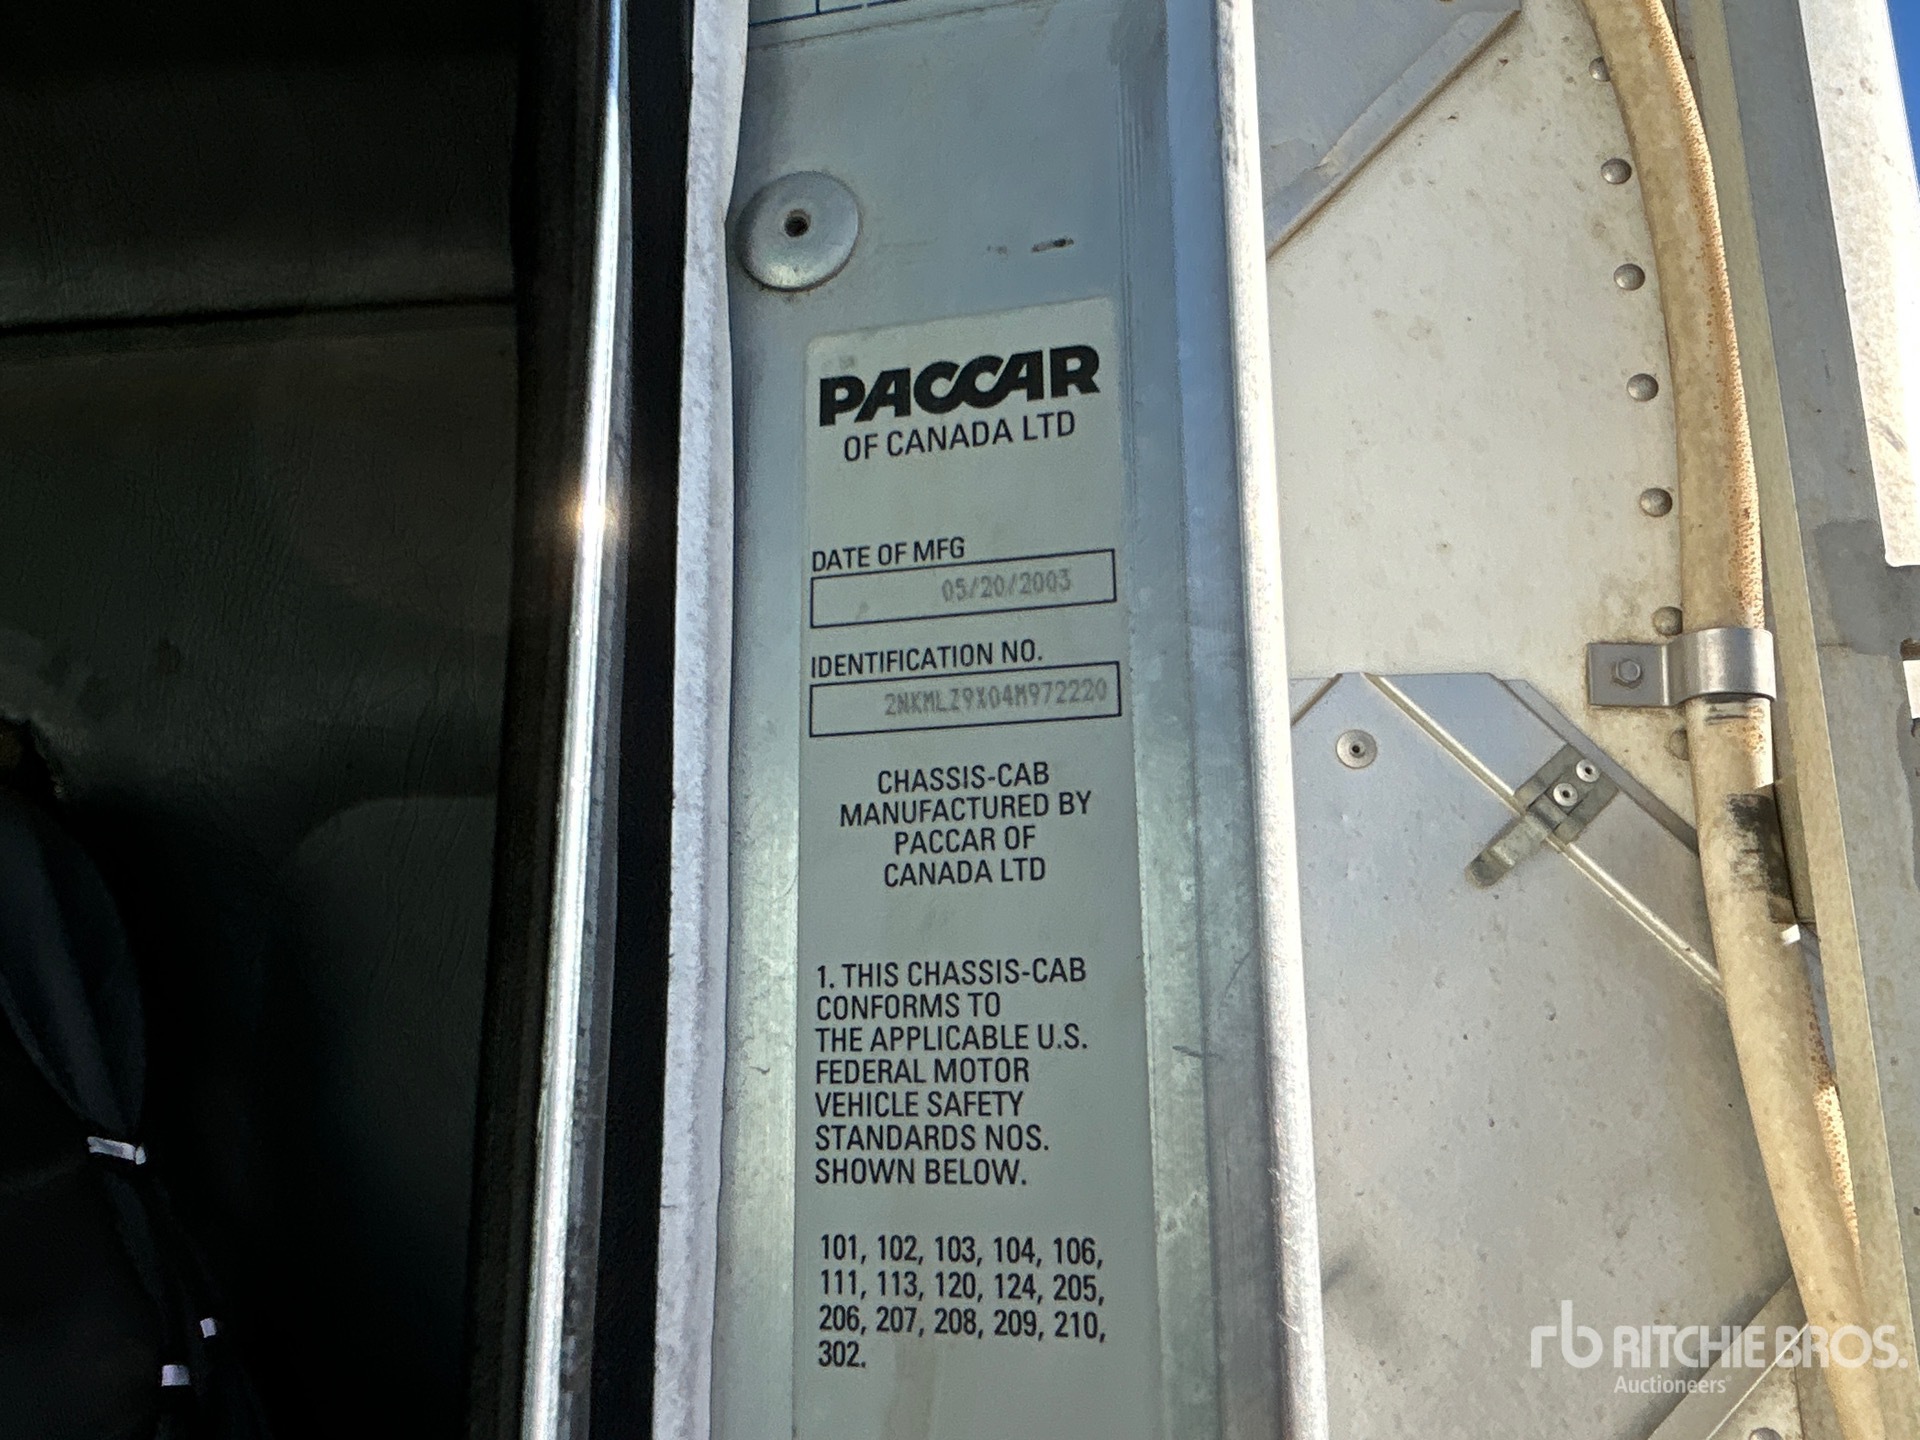 PACCAR
OF CANADA LTD
DATE OF MFG
05/20/2003
IDENTIFICATION NO.
2NKMLZ9X04M972220
CHASSIS-CAB
MANUFACTURED BY
PACCAR OF
CANADA LTD
1. THIS CHASSIS-CAB
CONFORMS TO
THE APPLICABLE U.S.
FEDERAL MOTOR
VEHICLE SAFETY
STANDARDS NOS.
SHOWN BELOW.
101, 102, 103, 104, 106,
111, 113, 120, 124, 205,
206, 207, 208, 209, 210,
302.
rb RITCHIE BROS.
Auctioneers